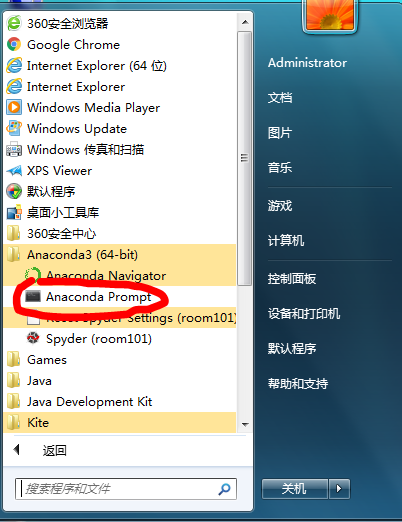 360安全浏览器
Google Chrome
Internet Explorer (64 位)
Internet Explorer
Windows Media Player
Windows Update
Windows 传真和扫描
XPS Viewer
默认程序
桌面小工具库
360安全中心
Anaconda3 (64-bit)
Anaconda Navigator
Anaconda Prompt
Reset Spyder Settings (room101)
Spyder (room101)
Games
Java
Java Development Kit
Kite
返回
搜索程序和文件
Administrator
文档
图片
音乐
游戏
计算机
控制面板
设备和打印机
默认程序
帮助和支持
关机